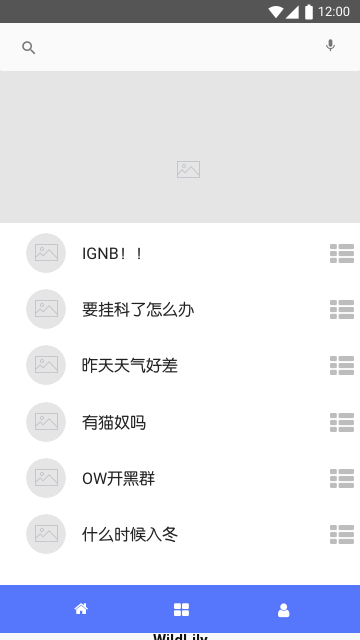 12:00
IGNB！！
要挂科了怎么办
昨天天气好差
有猫奴吗
OW开黑群
什么时候入冬
WildLily